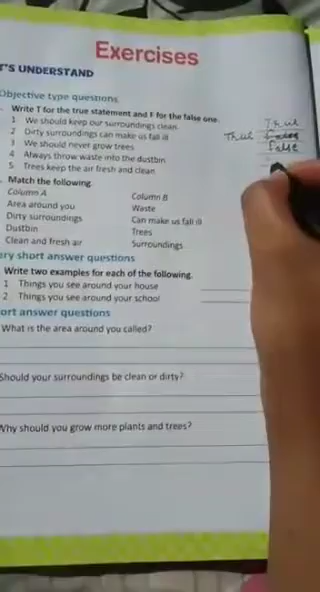 Exercises
T'S UNDERSTAND
Objective type questions
Write T for the true statement and F for the false one.
1 We should keep our surroundings clean. True
2 Dirty surroundings can make us fall ill True
3 We should never grow trees False
4 Always throw waste into the dustbin
5 Trees keep the air fresh and clean
Match the following.
Column A Column B
Area around you Waste
Dirty surroundings Can make us fall ill
Dustbin Trees
Clean and fresh air Surroundings
ery short answer questions
Write two examples for each of the following.
1 Things you see around your house
2 Things you see around your school
ort answer questions
What is the area around you called?
Should your surroundings be clean or dirty?
Why should you grow more plants and trees?